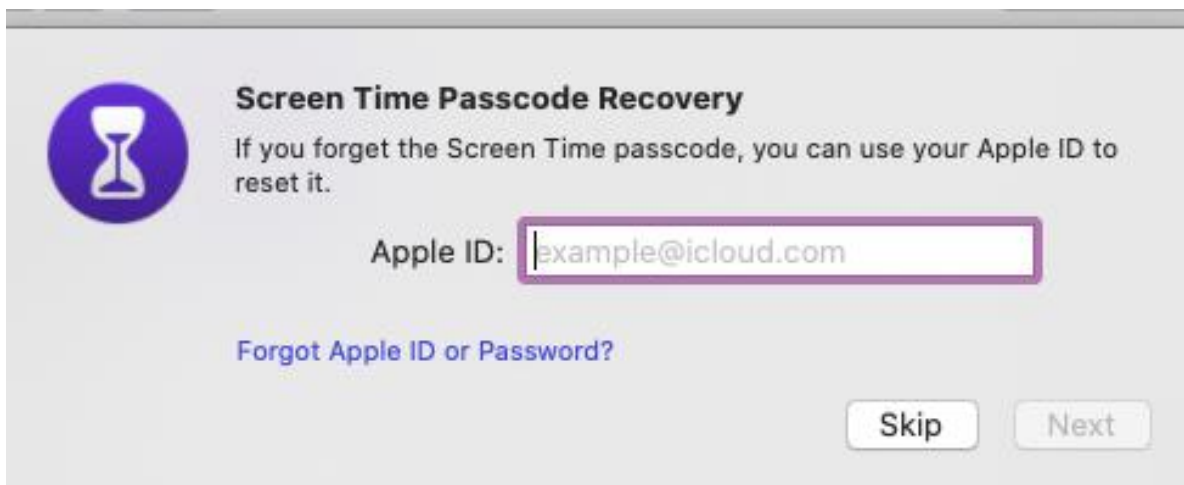 Screen Time Passcode Recovery
If you forget the Screen Time passcode, you can use your Apple ID to
reset it.
Apple ID: example@icloud.com
Forgot Apple ID or Password?
Skip Next